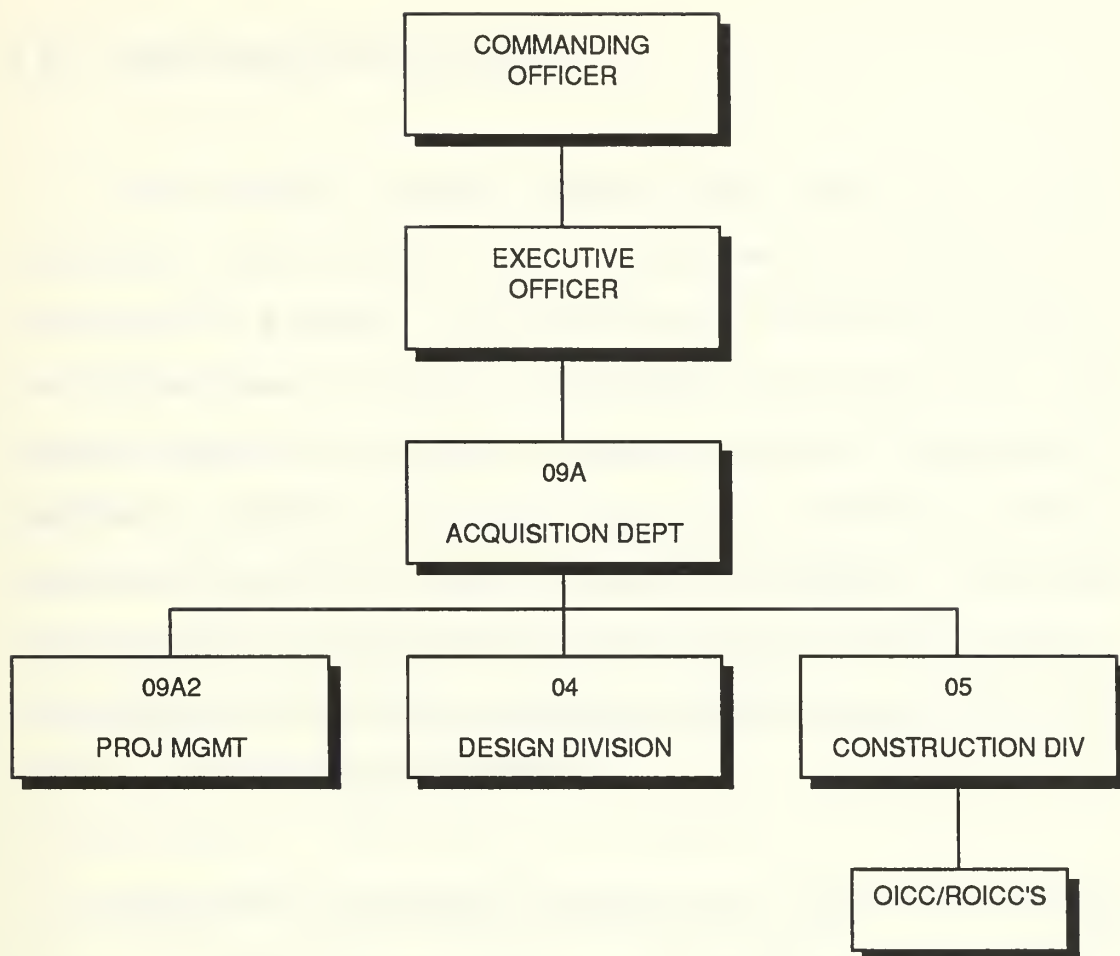 COMMANDING
OFFICER
EXECUTIVE
OFFICER
09A
ACQUISITION DEPT
09A2
PROJ MGMT
04
DESIGN DIVISION
05
CONSTRUCTION DIV
OICC/ROICC'S